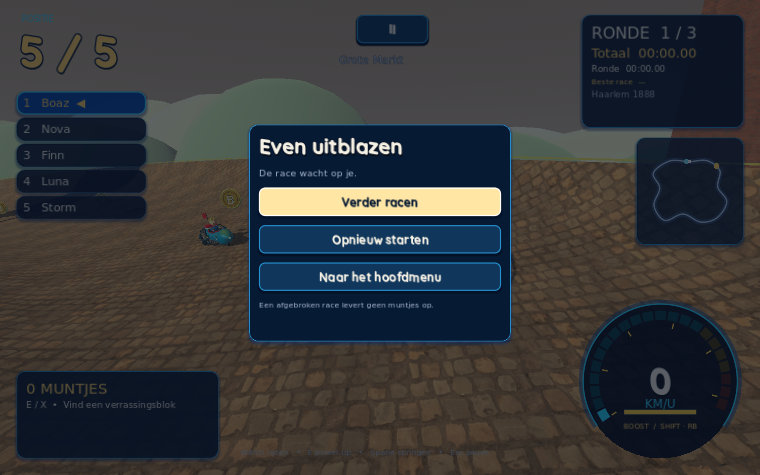 5 / 5
1 Boaz ◀
2 Nova
3 Finn
4 Luna
5 Storm
Grote Markt
RONDE 1 / 3
Totaal 00:00.00
Ronde 00:00.00
Beste race —
Haarlem 1888
Even uitblazen
De race wacht op je.
Verder racen
Opnieuw starten
Naar het hoofdmenu
Een afgebroken race levert geen muntjes op.
0 MUNTJES
E / X • Vind een verrassingsblok
0
KM/U
BOOST / SHIFT · RB